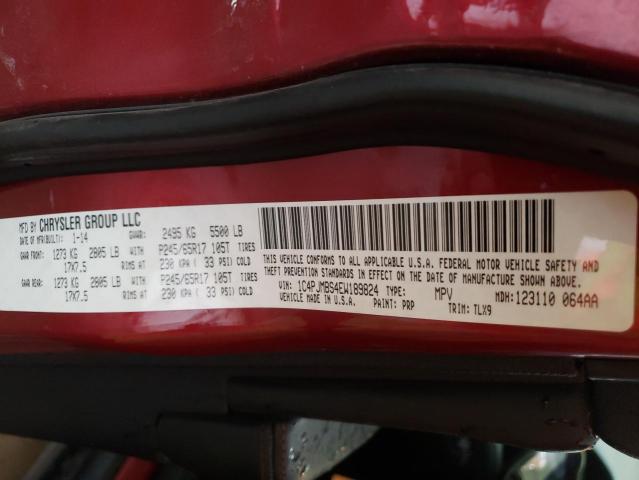 MFD BY CHRYSLER GROUP LLC
DATE OF MFR(BUILT): 1-14 GVWR: 2495 KG 5500 LB
GAWR FRONT: 1273 KG 2805 LB WITH P245/65R17 105T TIRES
17X7.5 RIMS AT 230 KPA ( 33 PSI) COLD
GAWR REAR: 1273 KG 2805 LB WITH P245/65R17 105T TIRES
17X7.5 RIMS AT 230 KPA ( 33 PSI) COLD
THIS VEHICLE CONFORMS TO ALL APPLICABLE U.S.A. FEDERAL MOTOR VEHICLE SAFETY
AND THEFT PREVENTION STANDARDS IN EFFECT ON THE DATE OF MANUFACTURE SHOWN ABOVE.
VIN: 1C4PJMBS4EW189824 TYPE: MPV MDH: 123110 064AA
MADE IN U.S.A. PAINT: PRP TRIM: TLX9